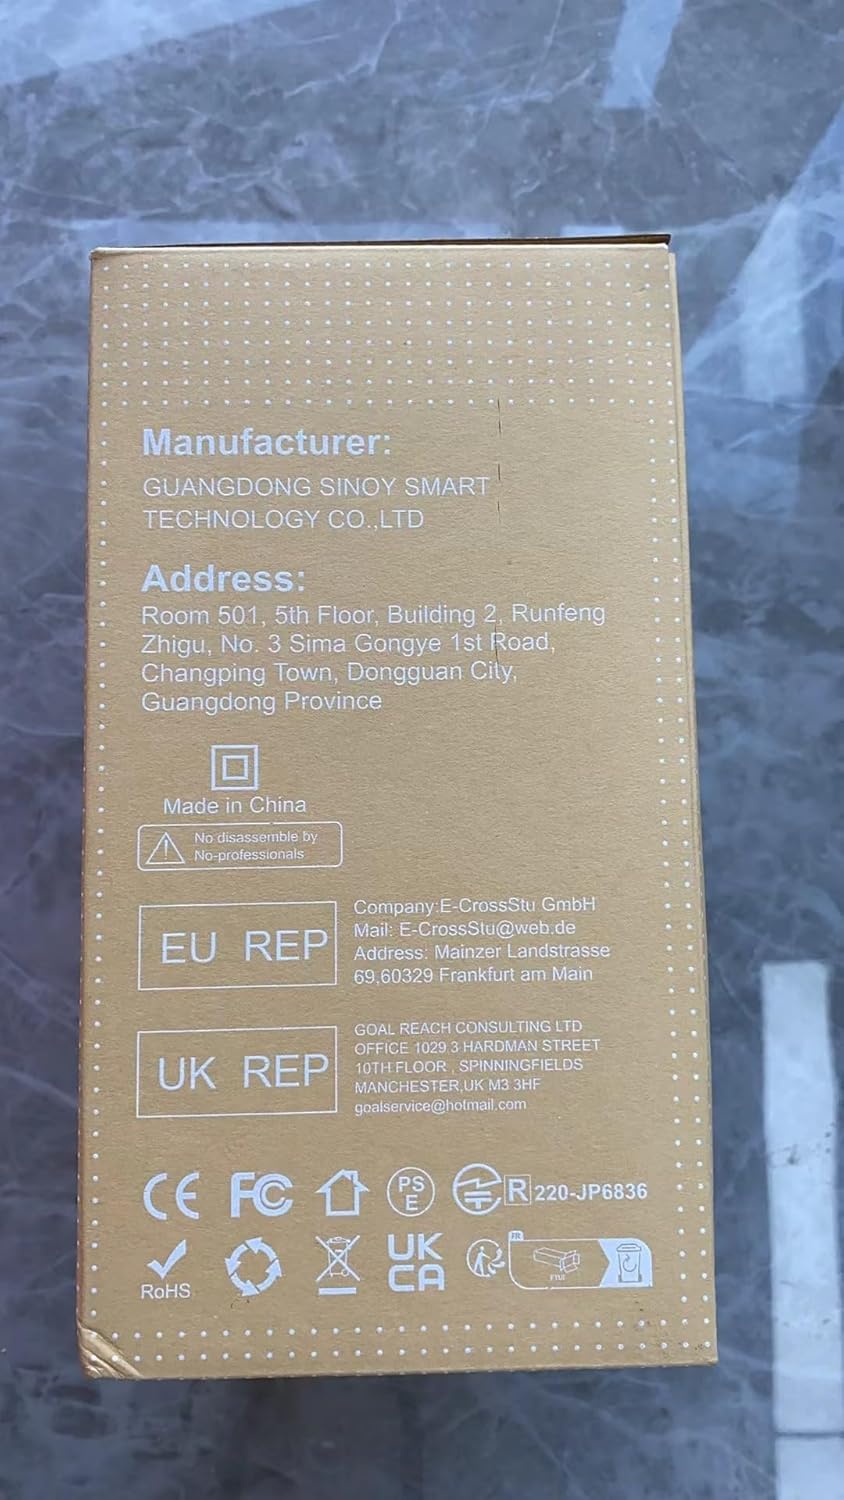 Manufacturer:
GUANGDONG SINOY SMART
TECHNOLOGY CO.,LTD
Address:
Room 501, 5th Floor, Building 2, Runfeng
Zhigu, No. 3 Sima Gongye 1st Road,
Changping Town, Dongguan City,
Guangdong Province
Made in China
No disassemble by
No-professionals
EU REP
Company:E-CrossStu GmbH
Mail: E-CrossStu@web.de
Address: Mainzer Landstrasse
69,60329 Frankfurt am Main
UK REP
GOAL REACH CONSULTING LTD
OFFICE 1029 3 HARDMAN STREET
10TH FLOOR , SPINNINGFIELDS
MANCHESTER,UK M3 3HF
goalservice@hotmail.com
CE FC PS E R 220-JP6836
RoHS UK CA FR